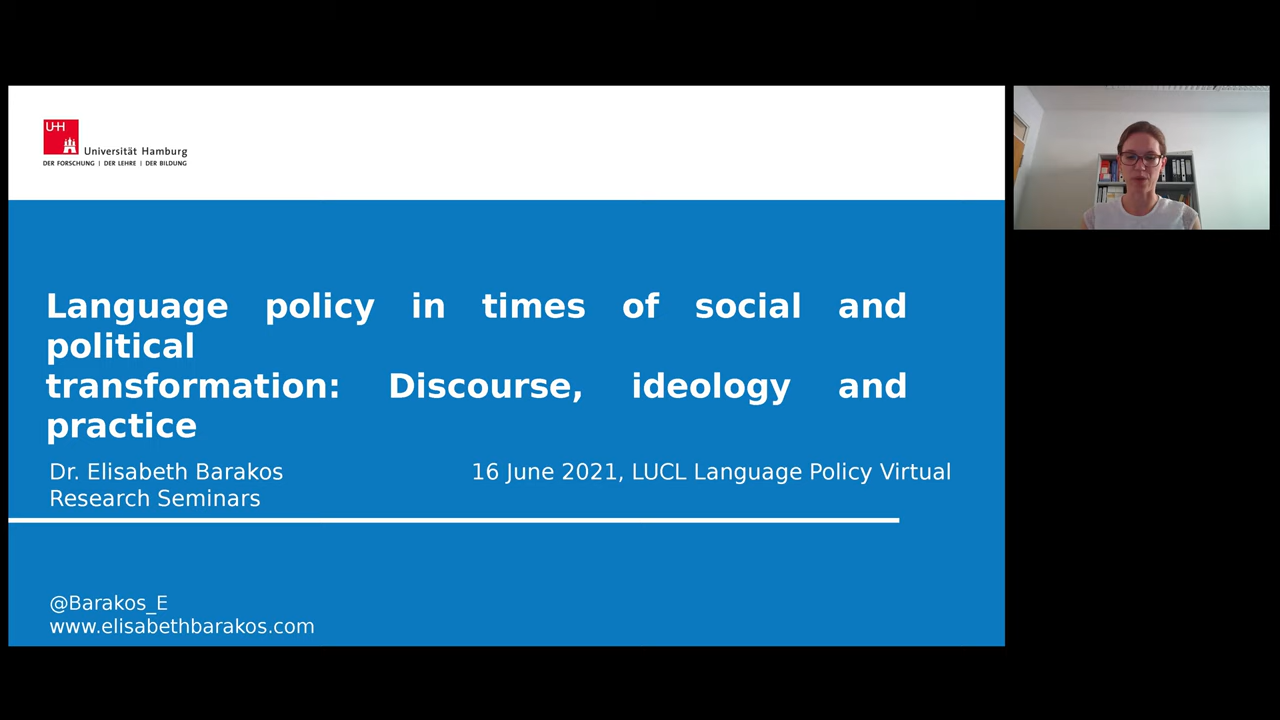 UHH
Universität Hamburg
DER FORSCHUNG | DER LEHRE | DER BILDUNG
Language policy in times of social and
political
transformation: Discourse, ideology and
practice
Dr. Elisabeth Barakos 16 June 2021, LUCL Language Policy Virtual
Research Seminars
@Barakos_E
www.elisabethbarakos.com